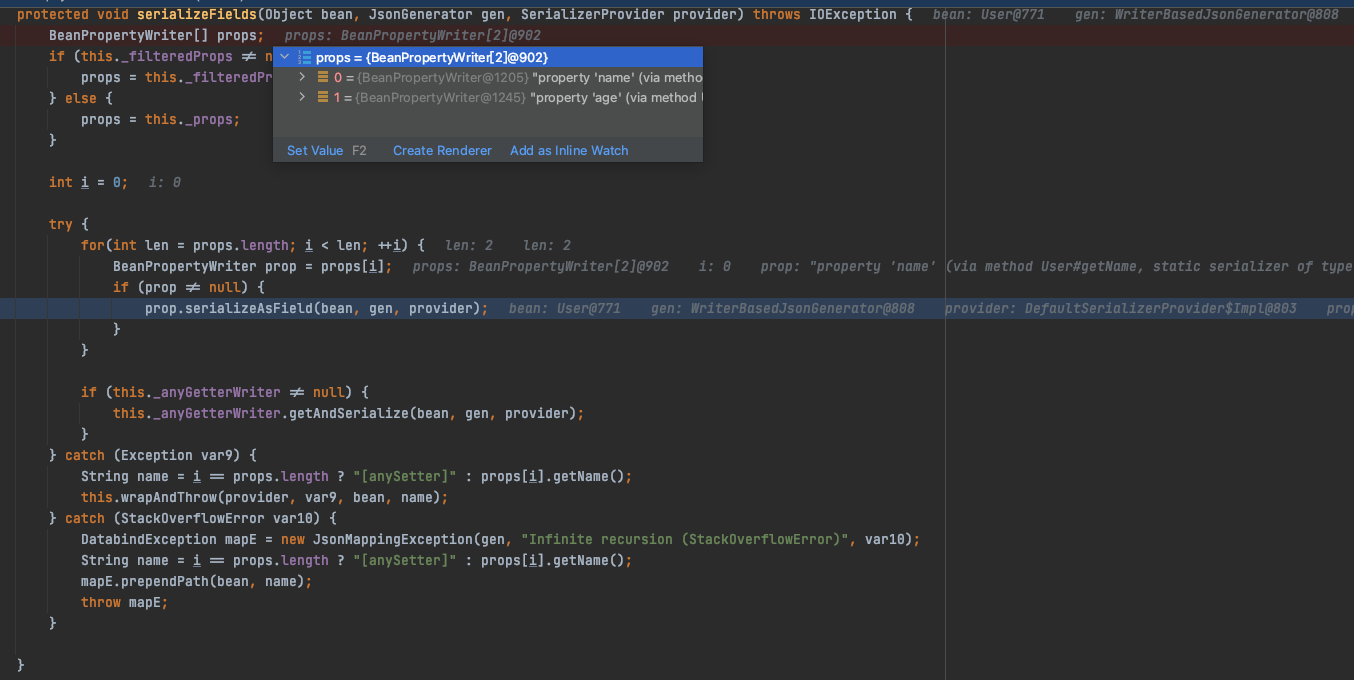 protected void serializeFields(Object bean, JsonGenerator gen, SerializerProvider provider) throws IOException {   bean: User@771    gen: WriterBasedJsonGenerator@808
BeanPropertyWriter[] props;   props: BeanPropertyWriter[2]@902
if (this._filteredProps ≠ n
props = this._filteredPr
} else {
props = this._props;
}
props = {BeanPropertyWriter[2]@902}
0 = {BeanPropertyWriter@1205} "property 'name' (via metho
1 = {BeanPropertyWriter@1245} "property 'age' (via method
Set Value F2    Create Renderer    Add as Inline Watch
int i = 0;   i: 0
try {
for(int len = props.length; i < len; ++i) {   len: 2    len: 2
BeanPropertyWriter prop = props[i];   props: BeanPropertyWriter[2]@902    i: 0    prop: "property 'name' (via method User#getName, static serializer of type
if (prop ≠ null) {
prop.serializeAsField(bean, gen, provider);   bean: User@771    gen: WriterBasedJsonGenerator@808    provider: DefaultSerializerProvider$Impl@803    prop
}
}
if (this._anyGetterWriter ≠ null) {
this._anyGetterWriter.getAndSerialize(bean, gen, provider);
}
} catch (Exception var9) {
String name = i == props.length ? "[anySetter]" : props[i].getName();
this.wrapAndThrow(provider, var9, bean, name);
} catch (StackOverflowError var10) {
DatabindException mapE = new JsonMappingException(gen, "Infinite recursion (StackOverflowError)", var10);
String name = i == props.length ? "[anySetter]" : props[i].getName();
mapE.prependPath(bean, name);
throw mapE;
}
}